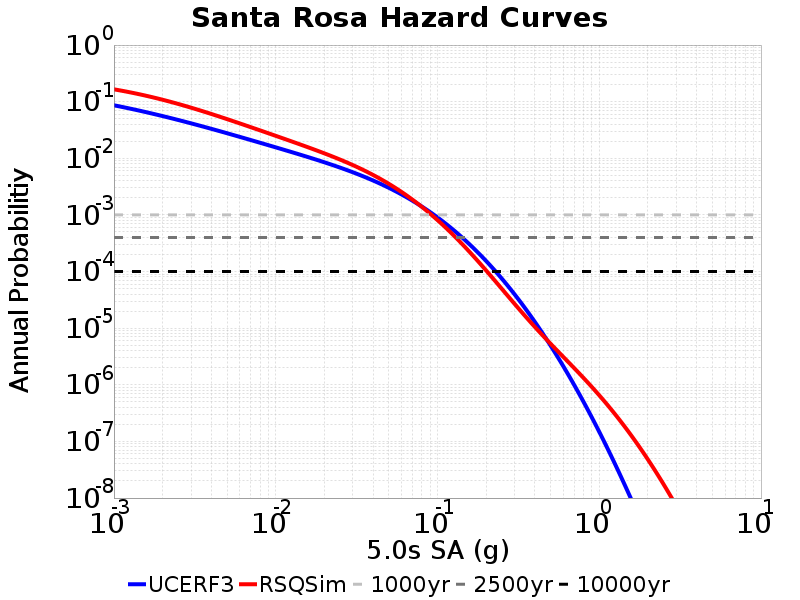 Santa Rosa Hazard Curves
Annual Probabilitiy
10^0
10^-1
10^-2
10^-3
10^-4
10^-5
10^-6
10^-7
10^-8
10^-3 10^-2 10^-1 10^0 10^1
5.0s SA (g)
UCERF3 RSQSim 1000yr 2500yr 10000yr